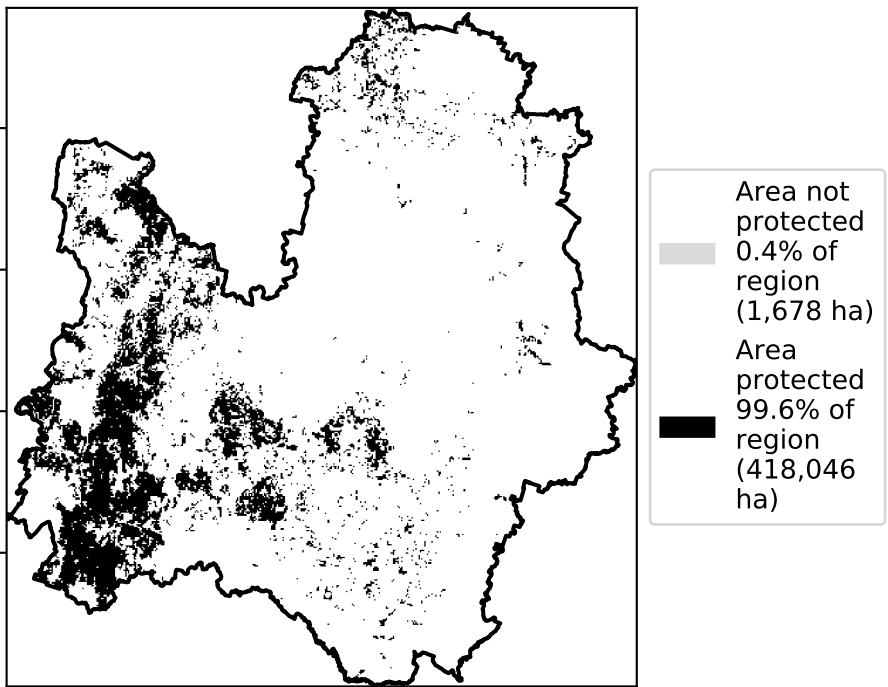 Area not
protected
0.4% of
region
(1,678 ha)
Area
protected
99.6% of
region
(418,046
ha)